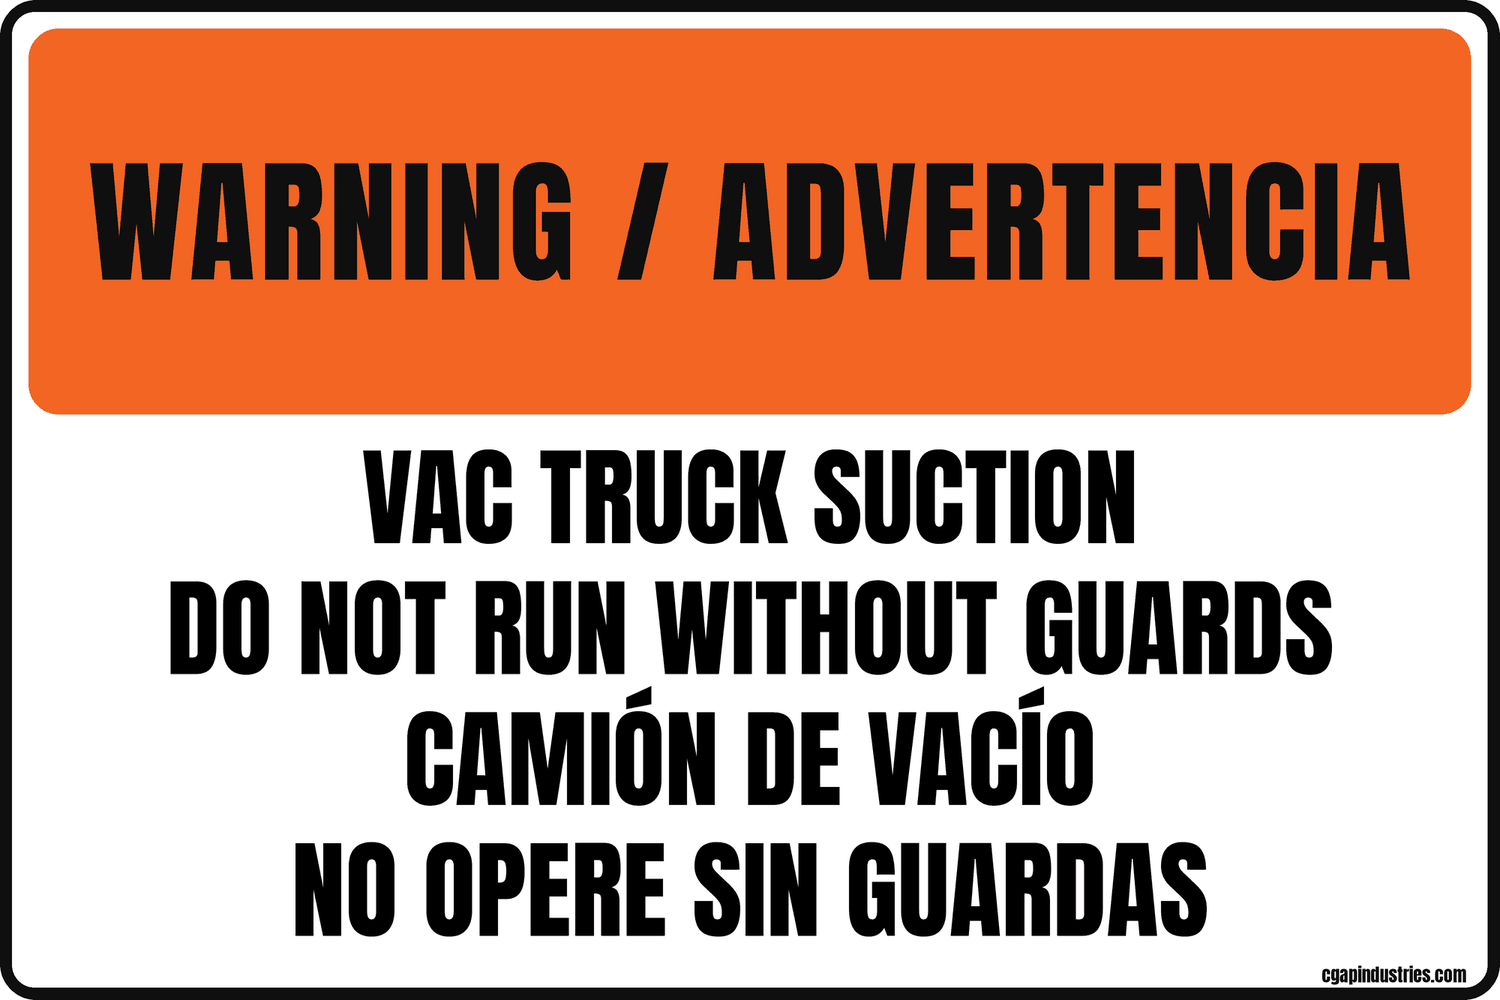 WARNING / ADVERTENCIA
VAC TRUCK SUCTION
DO NOT RUN WITHOUT GUARDS
CAMIÓN DE VACÍO
NO OPERE SIN GUARDAS
cgapindustries.com